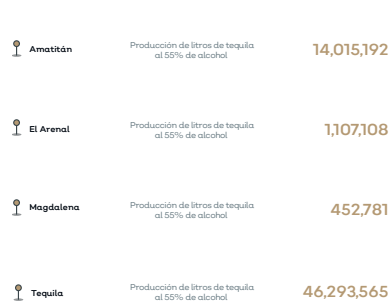 Amatitán
Producción de litros de tequila
al 55% de alcohol
14,015,192
El Arenal
Producción de litros de tequila
al 55% de alcohol
1,107,108
Magdalena
Producción de litros de tequila
al 55% de alcohol
452,781
Tequila
Producción de litros de tequila
al 55% de alcohol
46,293,565